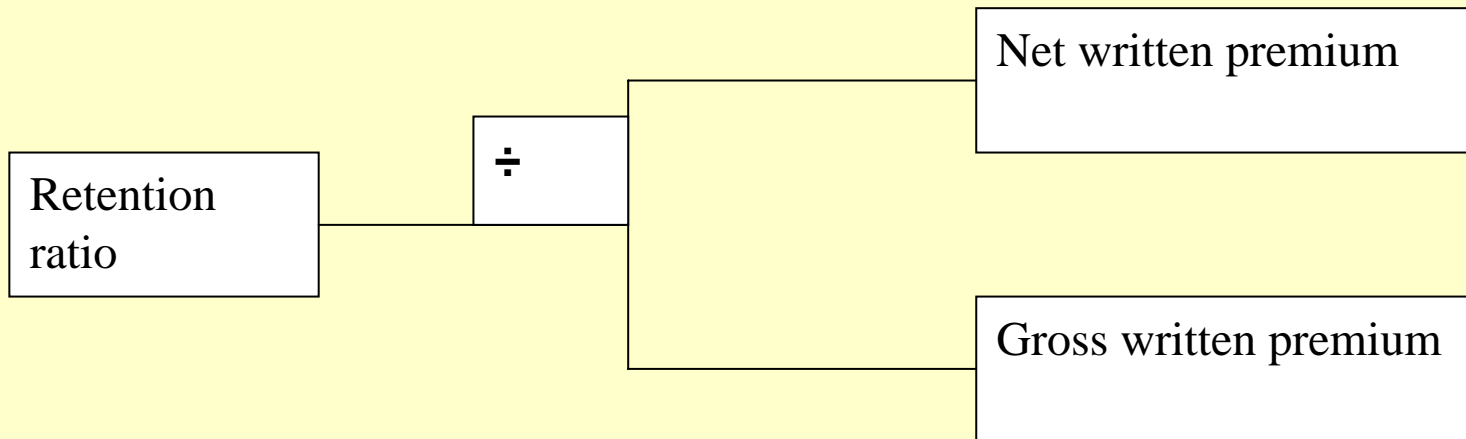 Net written premium
÷
Retention
ratio
Gross written premium